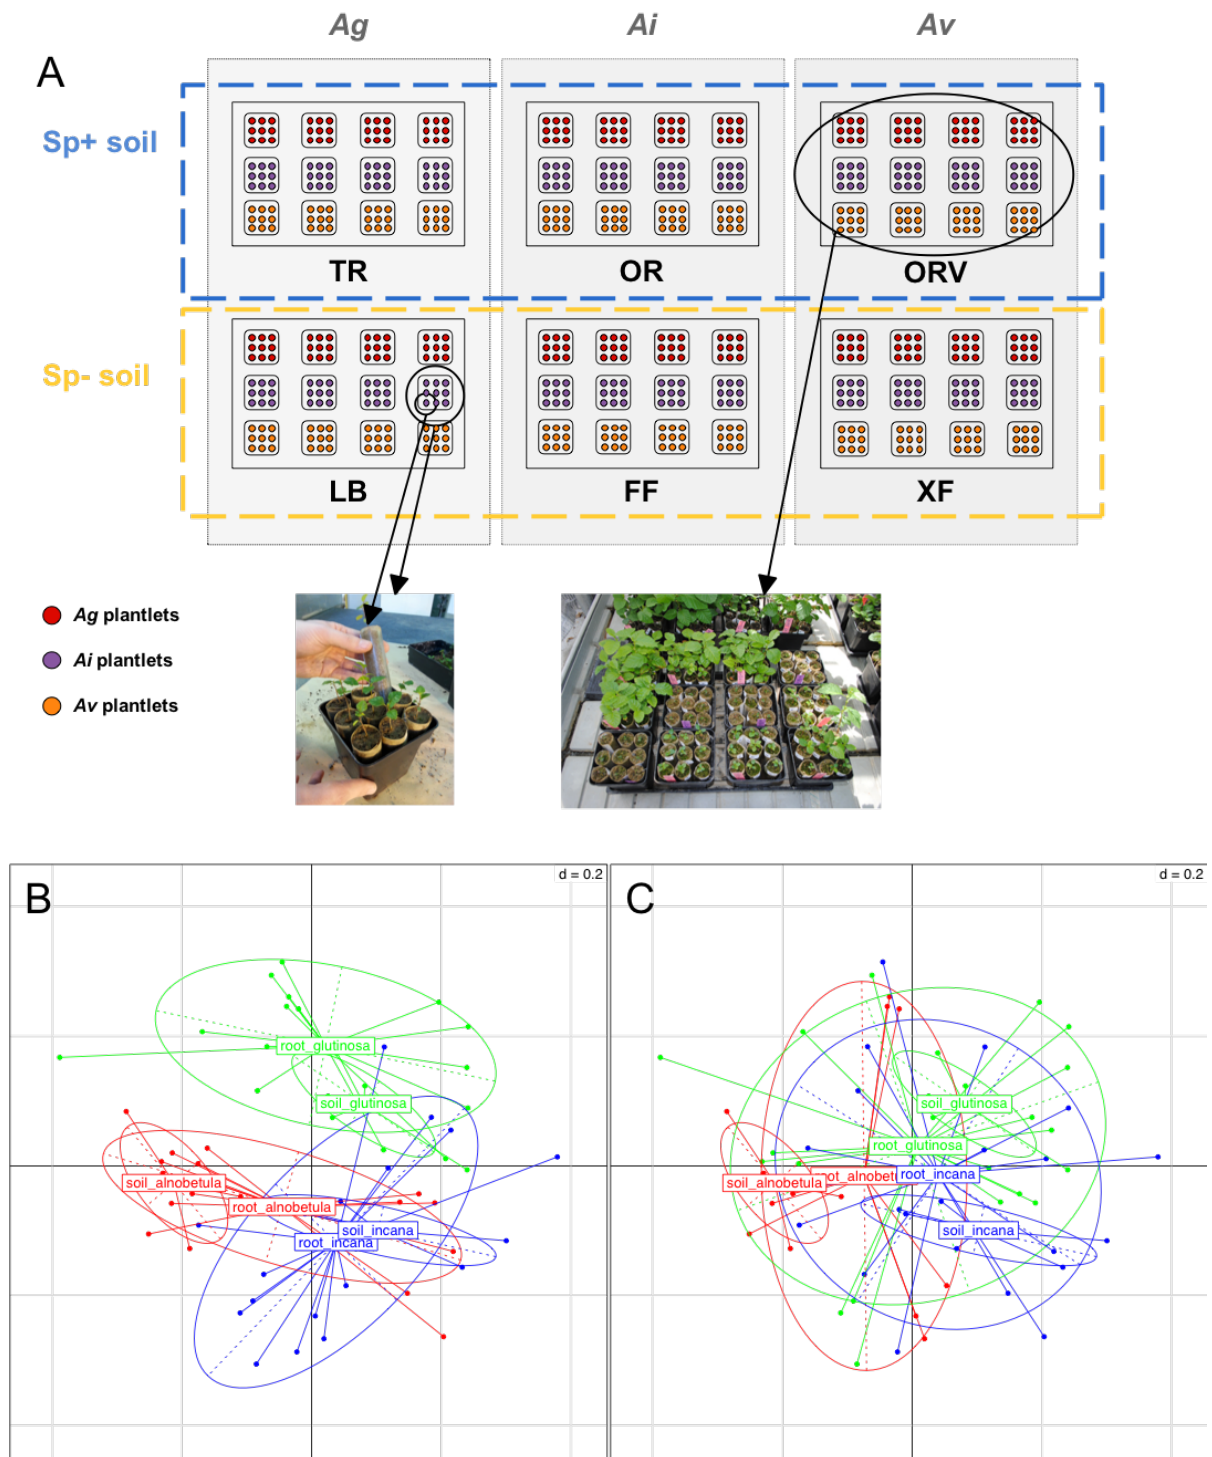 Ag Ai Av
A
Sp+ soil
TR OR ORV
Sp- soil
LB FF XF
Ag plantlets
Ai plantlets
Av plantlets
B
d = 0.2
root_glutinosa
soil_glutinosa
soil_alnobetula
root_alnobetula
soil_incana
root_incana
C
d = 0.2
soil_glutinosa
root_glutinosa
root_incana
soil_alnobetula
soil_incana